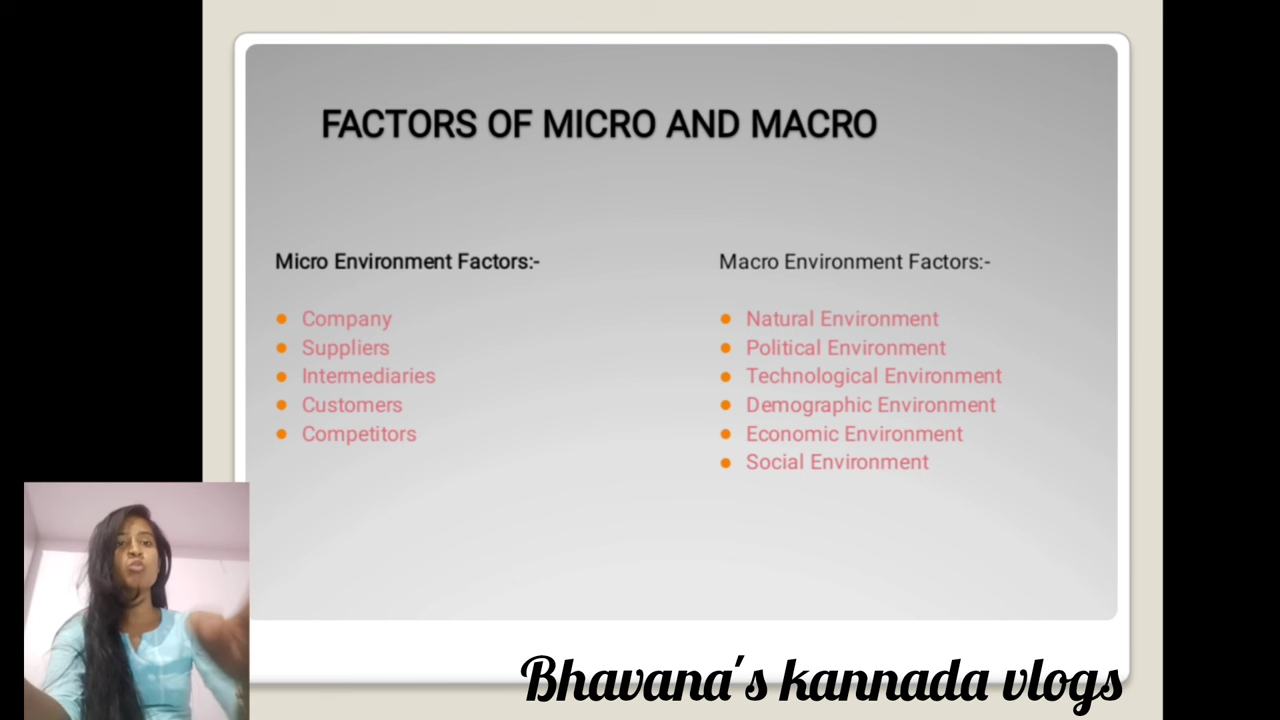 FACTORS OF MICRO AND MACRO
Micro Environment Factors:-
Company
Suppliers
Intermediaries
Customers
Competitors
Macro Environment Factors:-
Natural Environment
Political Environment
Technological Environment
Demographic Environment
Economic Environment
Social Environment
Bhavana's kannada vlogs